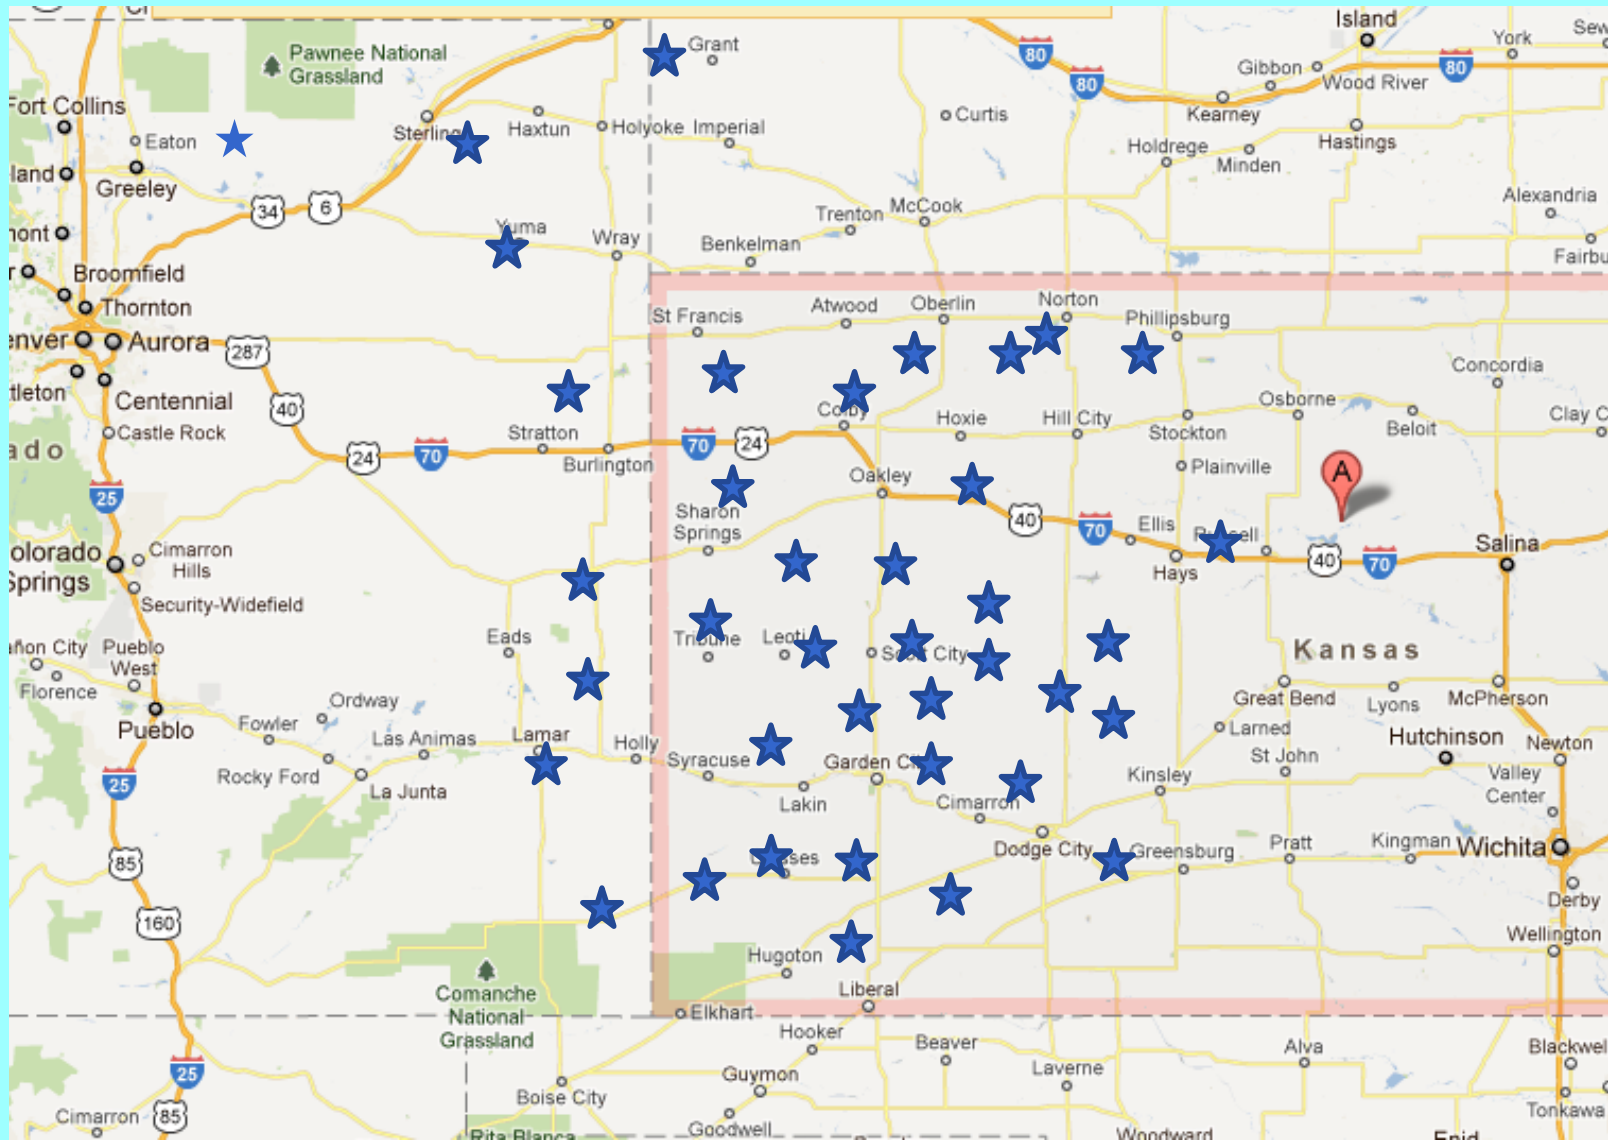 Island
York
Grant
80
80
80
Pawnee National
Grassland
Gibbon
Wood River
Fort Collins
Kearney
Eaton
Haxtun
Holyoke
Imperial
Curtis
Hastings
Holdrege
Minden
Greeley
34
6
Alexandria
Trenton
McCook
Yuma
Wray
Benkelman
Broomfield
Thornton
St Francis
Atwood
Oberlin
Norton
Phillipsburg
Aurora
287
Concordia
Centennial
40
Castle Rock
Hoxie
Hill City
Osborne
Stockton
Beloit
Stratton
Burlington
24
70
70
24
Oakley
Plainville
A
25
Sharon
Springs
40
70
Ellis
Hays
40
70
Salina
Cimarron
Hills
Security-Widefield
Eads
Kansas
Pueblo
West
Florence
Pueblo
Ordway
Fowler
Las Animas
Lamar
Holly
Rocky Ford
La Junta
Great Bend
Lyons
McPherson
Larned
Hutchinson
Newton
Syracuse
St John
Valley
Center
Lakin
Cimarron
Kinsley
25
Dodge City
Greensburg
Pratt
Kingman
Wichita
Derby
85
160
Wellington
Hugoton
Comanche
National
Grassland
Liberal
Elkhart
Hooker
Beaver
Laverne
Alva
25
Guymon
Boise City
Cimarron
85
Goodwell
Tonkawa
Woodward
Enid